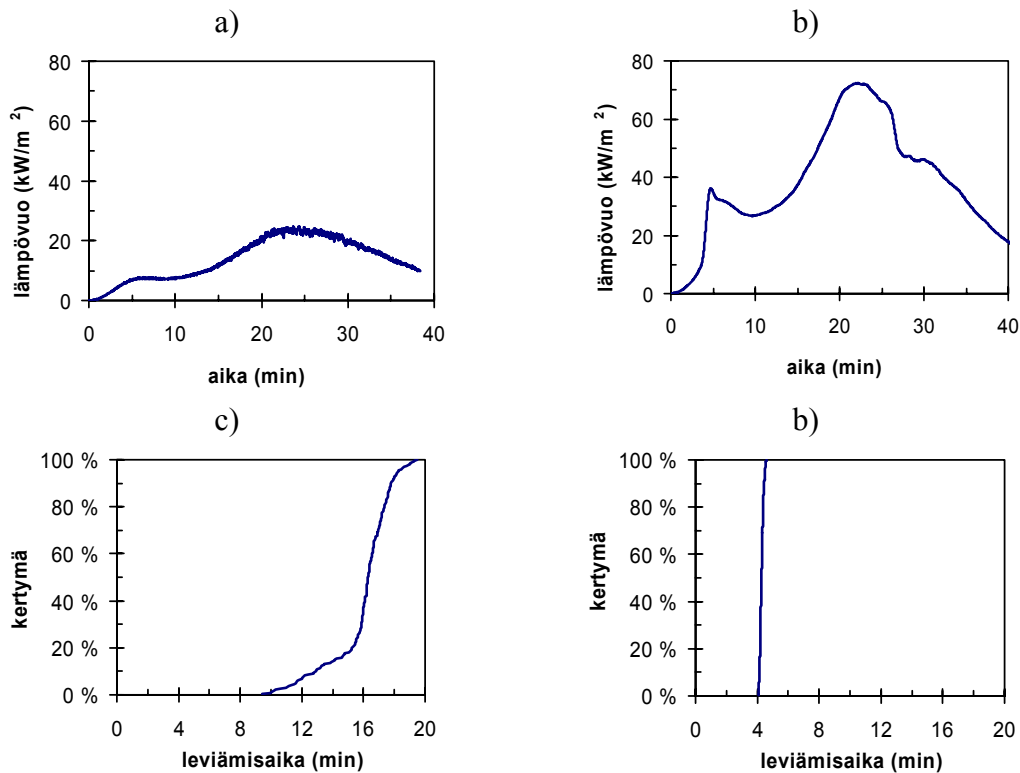 a)
80
60
40
20
0
lämpövuo (kW/m 2 )
0 10 20 30 40
aika (min)
b)
80
60
40
20
0
lämpövuo (kW/m 2 )
0 10 20 30 40
aika (min)
c)
100 %
80 %
60 %
40 %
20 %
0 %
kertymä
0 4 8 12 16 20
leviämisaika (min)
b)
100 %
80 %
60 %
40 %
20 %
0 %
kertymä
0 4 8 12 16 20
leviämisaika (min)